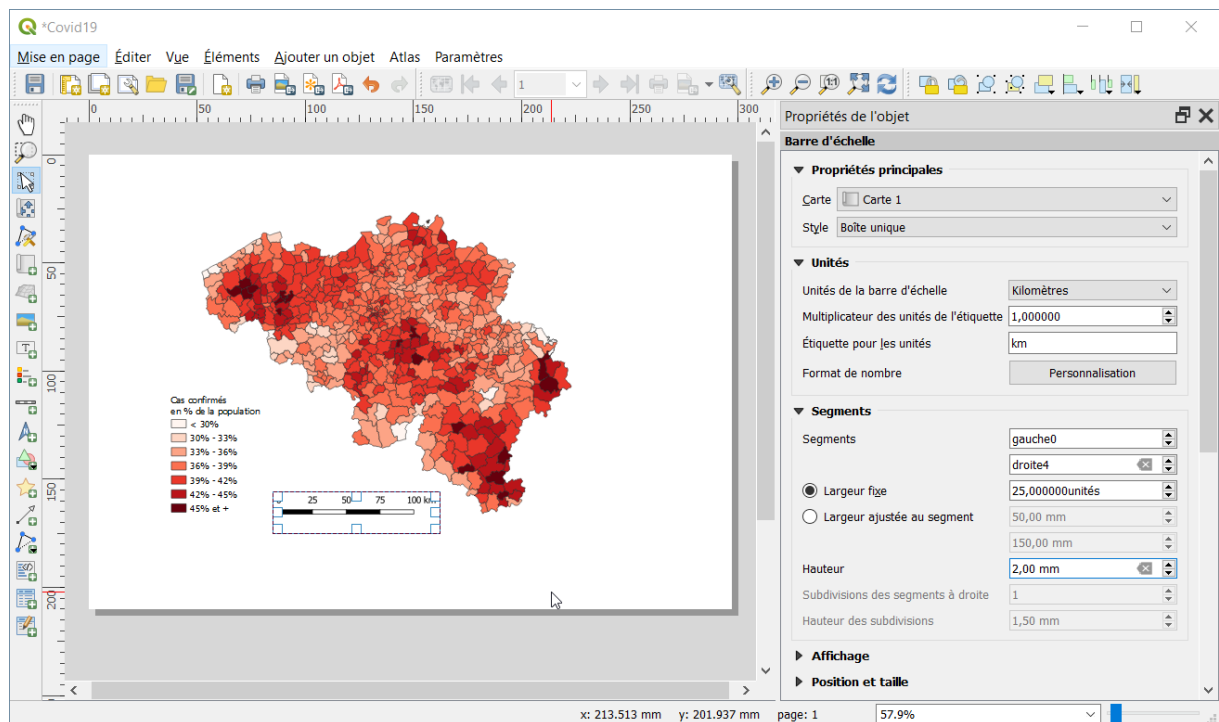 *Covid19
Mise en page Éditer Vue Éléments Ajouter un objet Atlas Paramètres
1
0 50 100 150 200 250 300
0
50
100
150
200
Cas confirmés
en % de la population
< 30%
30% - 33%
33% - 36%
36% - 39%
39% - 42%
42% - 45%
45% et +
25 50 75 100 km
Propriétés de l'objet
Barre d'échelle
Propriétés principales
Carte Carte 1
Style Boîte unique
Unités
Unités de la barre d'échelle Kilomètres
Multiplicateur des unités de l'étiquette 1,000000
Étiquette pour les unités km
Format de nombre Personnalisation
Segments
Segments gauche0
droite4
Largeur fixe 25,000000unités
Largeur ajustée au segment 50,00 mm
150,00 mm
Hauteur 2,00 mm
Subdivisions des segments à droite 1
Hauteur des subdivisions 1,50 mm
Affichage
Position et taille
x: 213.513 mm y: 201.937 mm page: 1 57.9%